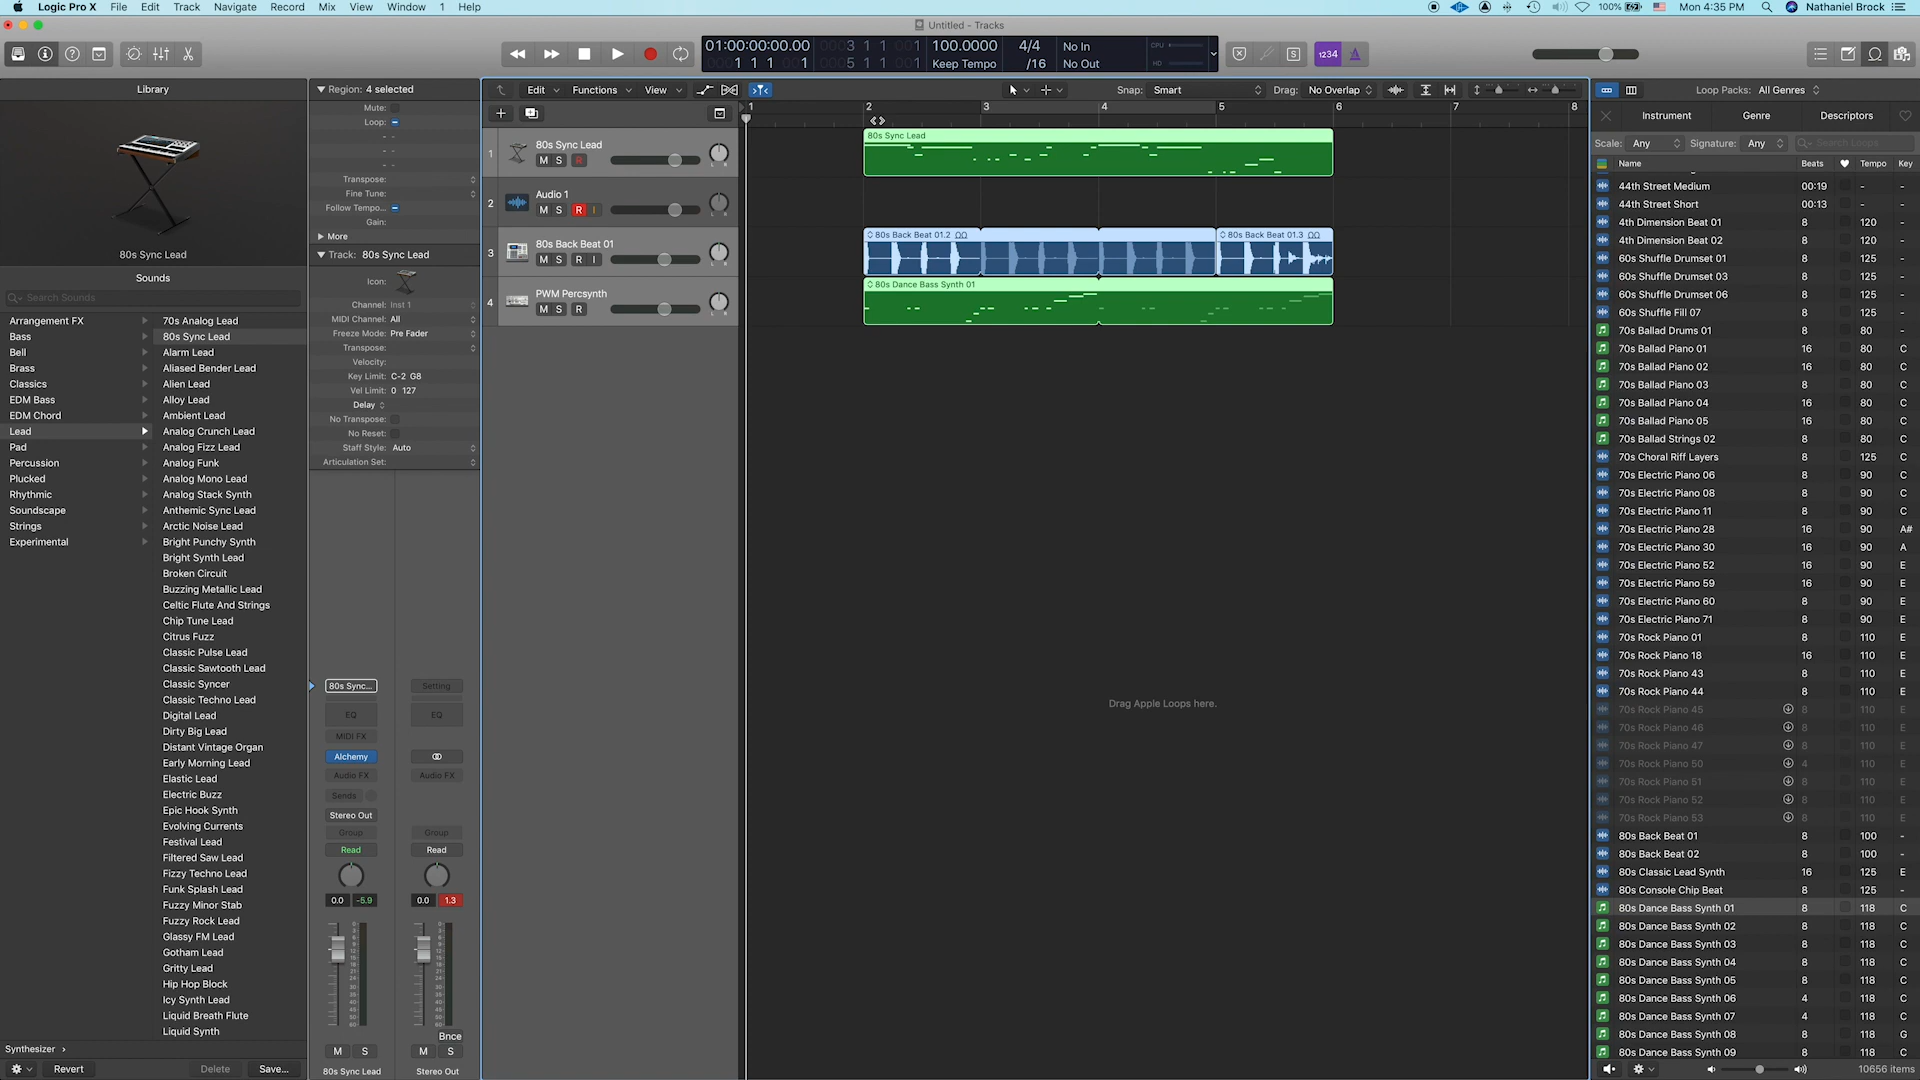 Logic Pro X File Edit Track Navigate Record Mix View Window 1 Help 100% Mon 4:35 PM Nathaniel Brock
Untitled - Tracks
01:00:00:00.00 0003 1 1 001 100.0000 4/4 No In CPU
1 1 1 001 0005 1 1 001 Keep Tempo /16 No Out HD
S 1234
Library
80s Sync Lead
Sounds
Search Sounds
Arrangement FX
Bass
Bell
Brass
Classics
EDM Bass
EDM Chord
Lead
Pad
Percussion
Plucked
Rhythmic
Soundscape
Strings
Experimental
70s Analog Lead
80s Sync Lead
Alarm Lead
Aliased Bender Lead
Alien Lead
Alloy Lead
Ambient Lead
Analog Crunch Lead
Analog Fizz Lead
Analog Funk
Analog Mono Lead
Analog Stack Synth
Anthemic Sync Lead
Arctic Noise Lead
Bright Punchy Synth
Bright Synth Lead
Broken Circuit
Buzzing Metallic Lead
Celtic Flute And Strings
Chip Tune Lead
Citrus Fuzz
Classic Pulse Lead
Classic Sawtooth Lead
Classic Syncer
Classic Techno Lead
Digital Lead
Dirty Big Lead
Distant Vintage Organ
Early Morning Lead
Elastic Lead
Electric Buzz
Epic Hook Synth
Evolving Currents
Festival Lead
Filtered Saw Lead
Fizzy Techno Lead
Funk Splash Lead
Fuzzy Minor Stab
Fuzzy Rock Lead
Glassy FM Lead
Gotham Lead
Gritty Lead
Hip Hop Block
Icy Synth Lead
Liquid Breath Flute
Liquid Synth
Synthesizer
Revert Delete Save...
Region: 4 selected
Mute:
Loop:
Transpose:
Fine Tune:
Follow Tempo...
Gain:
More
Track: 80s Sync Lead
Icon:
Channel: Inst 1
MIDI Channel: All
Freeze Mode: Pre Fader
Transpose:
Velocity:
Key Limit: C-2 G8
Vel Limit: 0 127
Delay
No Transpose:
No Reset:
Staff Style: Auto
Articulation Set:
80s Sync... Setting
EQ EQ
MIDI FX
Alchemy
Audio FX Audio FX
Sends
Stereo Out
Group Group
Read Read
0.0 -5.9 0.0 1.3
Bnce
M S M S
80s Sync Lead Stereo Out
Edit Functions View Snap: Smart Drag: No Overlap
1 2 3 4 5 6 7 8
1 80s Sync Lead
M S R
L R
2 Audio 1
M S R I
3 80s Back Beat 01
M S R I
L R
4 PWM Percsynth
M S R
L R
80s Sync Lead
80s Back Beat 01.2 80s Back Beat 01.3
80s Dance Bass Synth 01
Drag Apple Loops here.
Loop Packs: All Genres
Instrument Genre Descriptors
Scale: Any Signature: Any Search Loops
Name Beats Tempo Key
44th Street Medium 00:19 - -
44th Street Short 00:13 - -
4th Dimension Beat 01 8 120 -
4th Dimension Beat 02 8 120 -
60s Shuffle Drumset 01 8 125 -
60s Shuffle Drumset 03 8 125 -
60s Shuffle Drumset 06 8 125 -
60s Shuffle Fill 07 8 125 -
70s Ballad Drums 01 8 80 -
70s Ballad Piano 01 16 80 C
70s Ballad Piano 02 16 80 C
70s Ballad Piano 03 8 80 C
70s Ballad Piano 04 16 80 C
70s Ballad Piano 05 16 80 C
70s Ballad Strings 02 8 80 C
70s Choral Riff Layers 8 125 C
70s Electric Piano 06 8 90 C
70s Electric Piano 08 8 90 C
70s Electric Piano 11 8 90 C
70s Electric Piano 28 16 90 A#
70s Electric Piano 30 16 90 A
70s Electric Piano 52 16 90 E
70s Electric Piano 59 16 90 E
70s Electric Piano 60 8 90 E
70s Electric Piano 71 8 90 E
70s Rock Piano 01 8 110 E
70s Rock Piano 18 16 110 E
70s Rock Piano 43 8 110 E
70s Rock Piano 44 8 110 E
70s Rock Piano 45 8 110 E
70s Rock Piano 46 8 110 E
70s Rock Piano 47 8 110 E
70s Rock Piano 50 4 110 E
70s Rock Piano 51 8 110 E
70s Rock Piano 52 8 110 E
70s Rock Piano 53 8 110 E
80s Back Beat 01 8 100 -
80s Back Beat 02 8 100 -
80s Classic Lead Synth 16 125 E
80s Console Chip Beat 8 125 -
80s Dance Bass Synth 01 8 118 C
80s Dance Bass Synth 02 8 118 C
80s Dance Bass Synth 03 8 118 C
80s Dance Bass Synth 04 8 118 C
80s Dance Bass Synth 05 8 118 C
80s Dance Bass Synth 06 4 118 C
80s Dance Bass Synth 07 4 118 C
80s Dance Bass Synth 08 8 118 G
80s Dance Bass Synth 09 8 118 C
10656 items